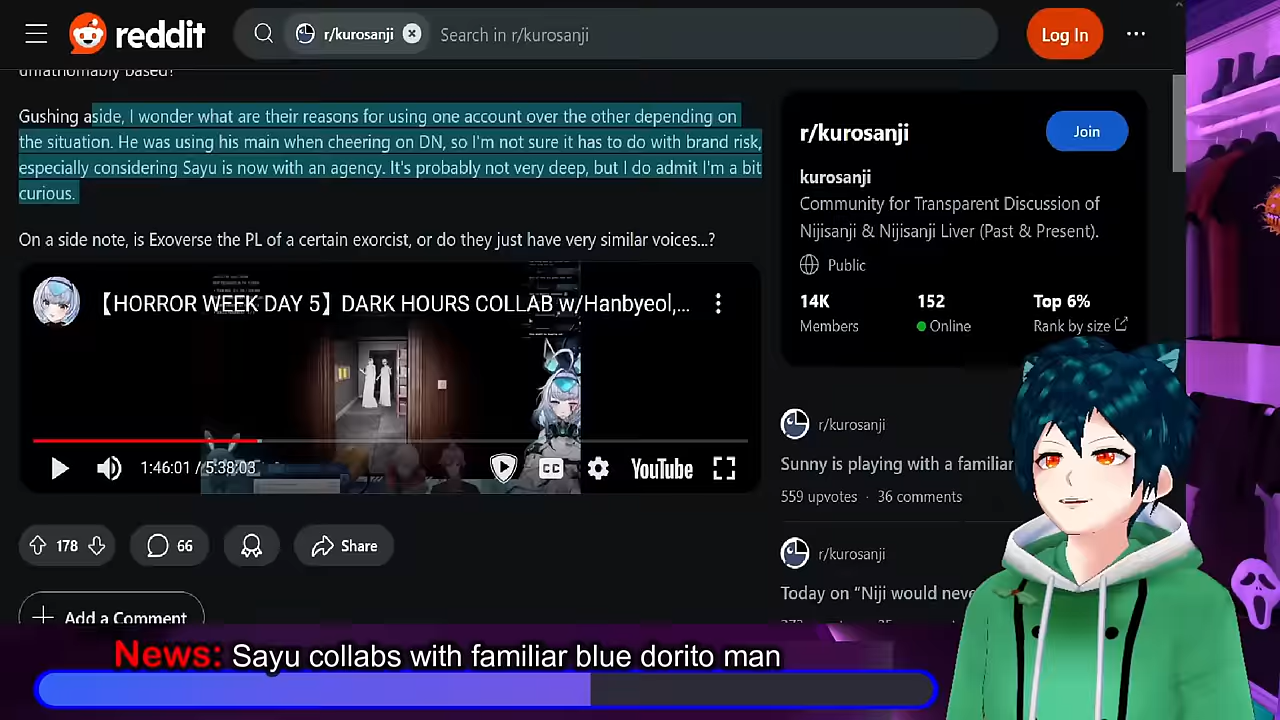 reddit
r/kurosanji
Search in r/kurosanji
Log In
unfathomably based?
Gushing aside, I wonder what are their reasons for using one account over the other depending on
the situation. He was using his main when cheering on DN, so I'm not sure it has to do with brand risk,
especially considering Sayu is now with an agency. It's probably not very deep, but I do admit I'm a bit
curious.
On a side note, is Exoverse the PL of a certain exorcist, or do they just have very similar voices...?
【HORROR WEEK DAY 5】DARK HOURS COLLAB w/Hanbyeol,...
1:46:01 / 5:38:03
CC
YouTube
178
66
Share
Add a Comment
r/kurosanji
Join
kurosanji
Community for Transparent Discussion of
Nijisanji & Nijisanji Liver (Past & Present).
Public
14K
152
Top 6%
Members
Online
Rank by size
r/kurosanji
Sunny is playing with a familiar
559 upvotes · 36 comments
r/kurosanji
Today on “Niji would neve
News: Sayu collabs with familiar blue dorito man